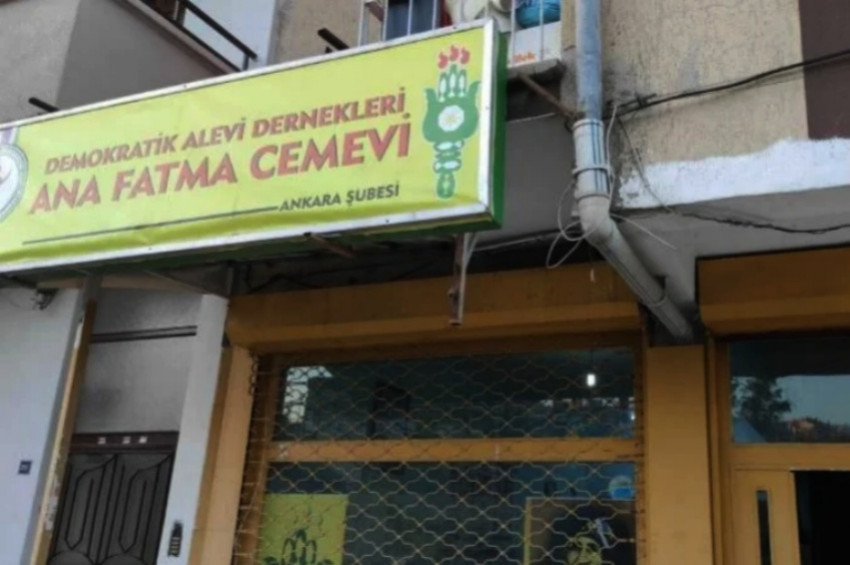 DEMOKRATİK ALEVİ DERNEKLERİ
ANA FATMA CEMEVİ
ANKARA ŞUBESİ